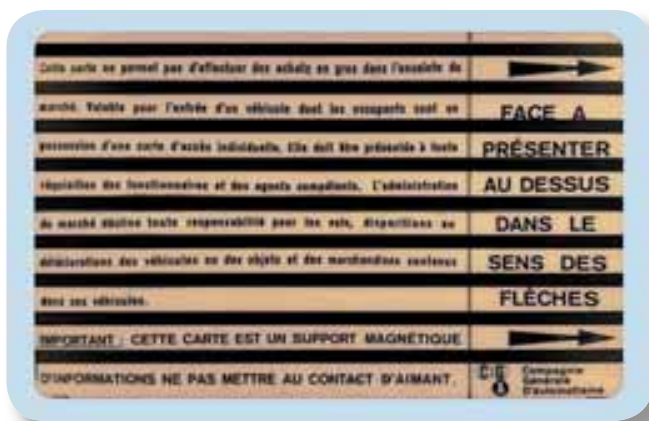 Cette carte ne permet pas d'effectuer des achats en gros dans l'enceinte du
marché. Valable pour l'entrée d'un véhicule dont les occupants sont en
possession d'une carte d'accès individuelle. Elle doit être présentée à toute
réquisition des fonctionnaires et des agents compétents. L'administration
du marché décline toute responsabilité pour les vols, disparitions ou
détériorations des véhicules ou des objets et des marchandises contenus
dans ces véhicules.
IMPORTANT : CETTE CARTE EST UN SUPPORT MAGNÉTIQUE
D'INFORMATIONS NE PAS METTRE AU CONTACT D'AIMANT.
FACE A
PRÉSENTER
AU DESSUS
DANS LE
SENS DES
FLÈCHES
Compagnie
Générale
D'automatisme